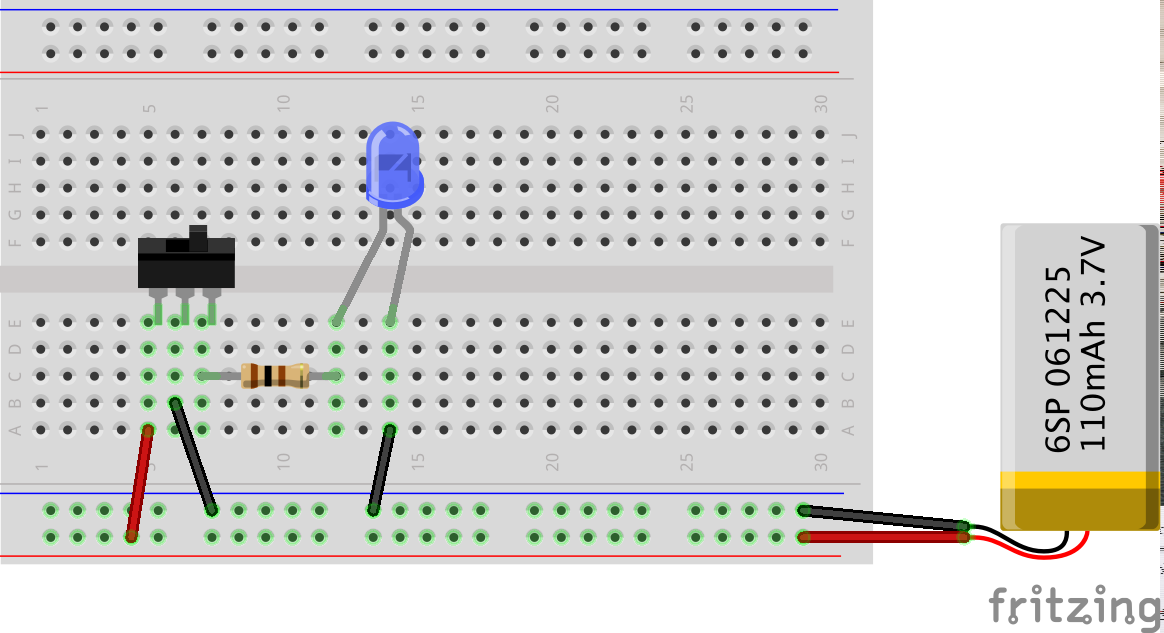 1 5 10 15 20 25 30
J J
I I
H H
G G
F F
E E
D D
C C
B B
A A
1 5 10 15 20 25 30
6SP 061225
110mAh 3.7V
fritzing